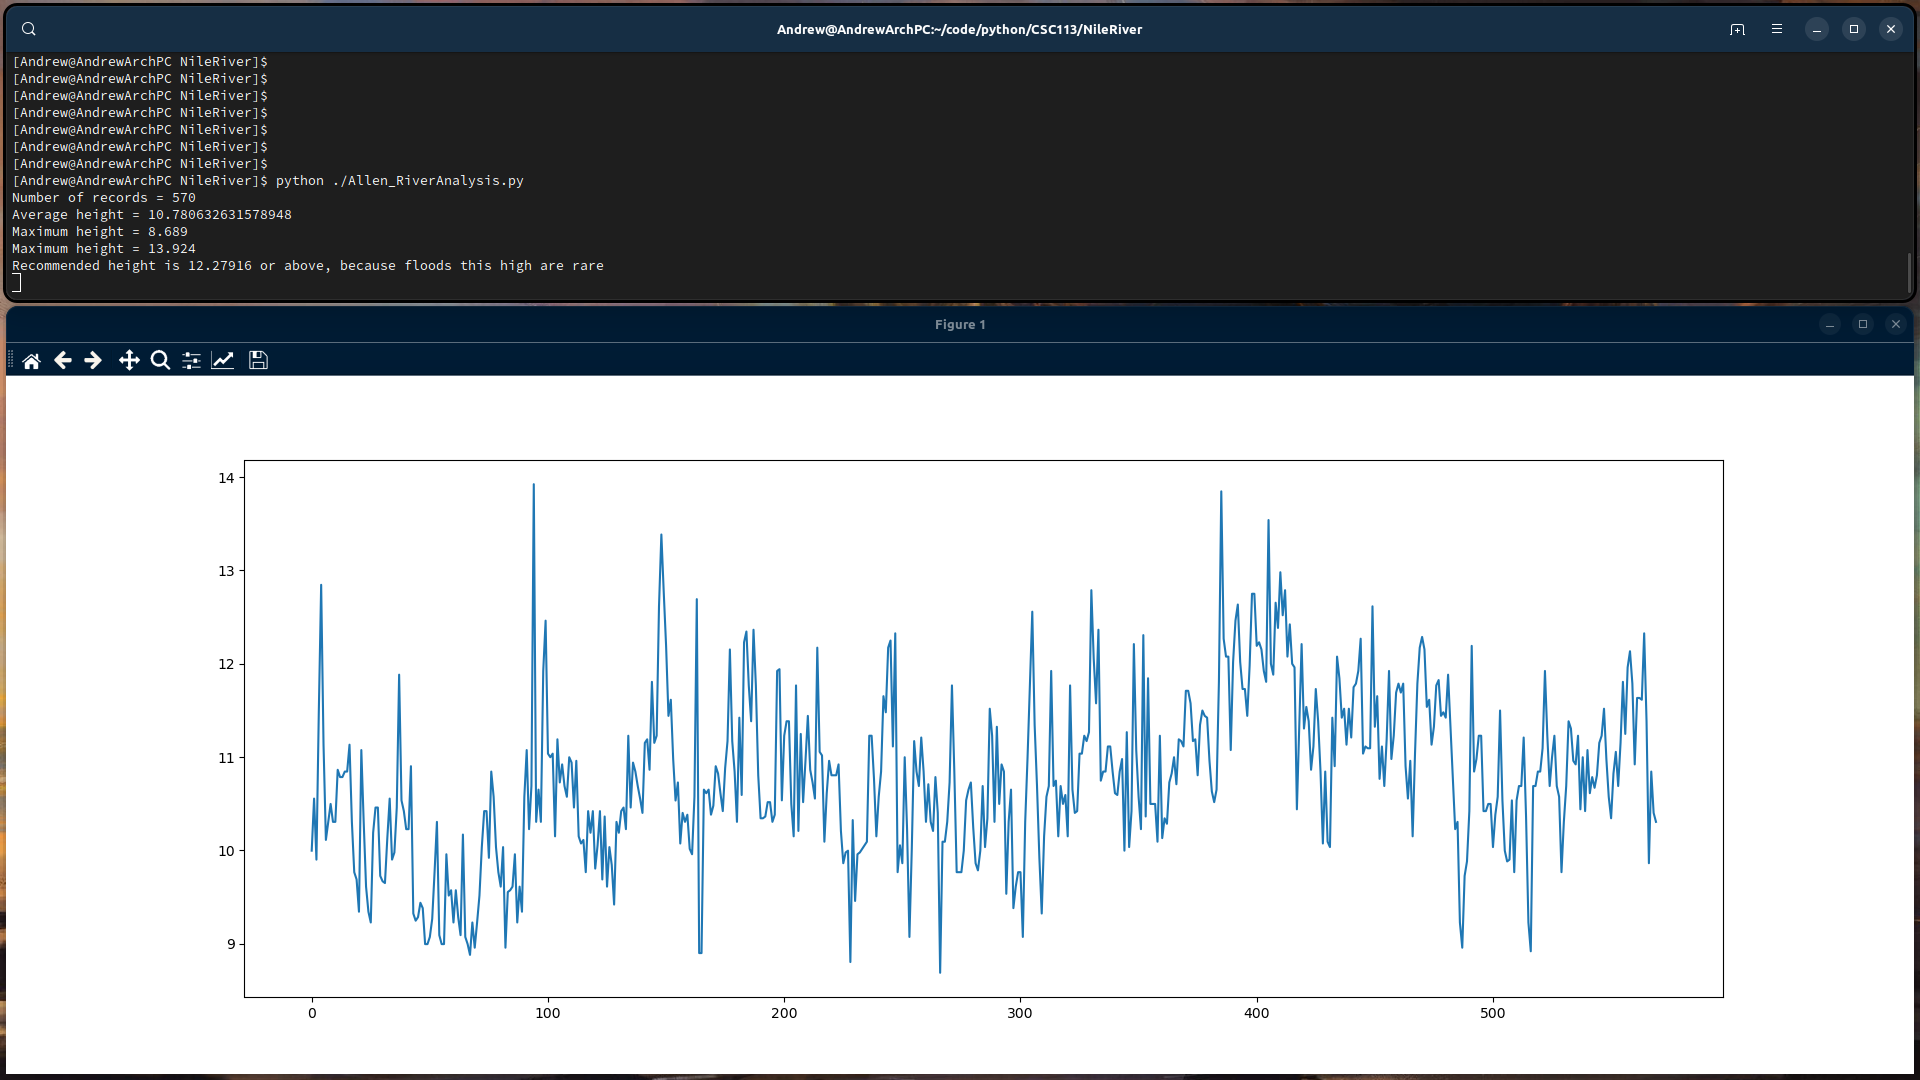 Andrew@AndrewArchPC:~/code/python/CSC113/NileRiver
[Andrew@AndrewArchPC NileRiver]$
[Andrew@AndrewArchPC NileRiver]$
[Andrew@AndrewArchPC NileRiver]$
[Andrew@AndrewArchPC NileRiver]$
[Andrew@AndrewArchPC NileRiver]$
[Andrew@AndrewArchPC NileRiver]$
[Andrew@AndrewArchPC NileRiver]$
[Andrew@AndrewArchPC NileRiver]$ python ./Allen_RiverAnalysis.py
Number of records = 570
Average height = 10.780632631578948
Maximum height = 8.689
Maximum height = 13.924
Recommended height is 12.27916 or above, because floods this high are rare
Figure 1
14
13
12
11
10
9
0 100 200 300 400 500